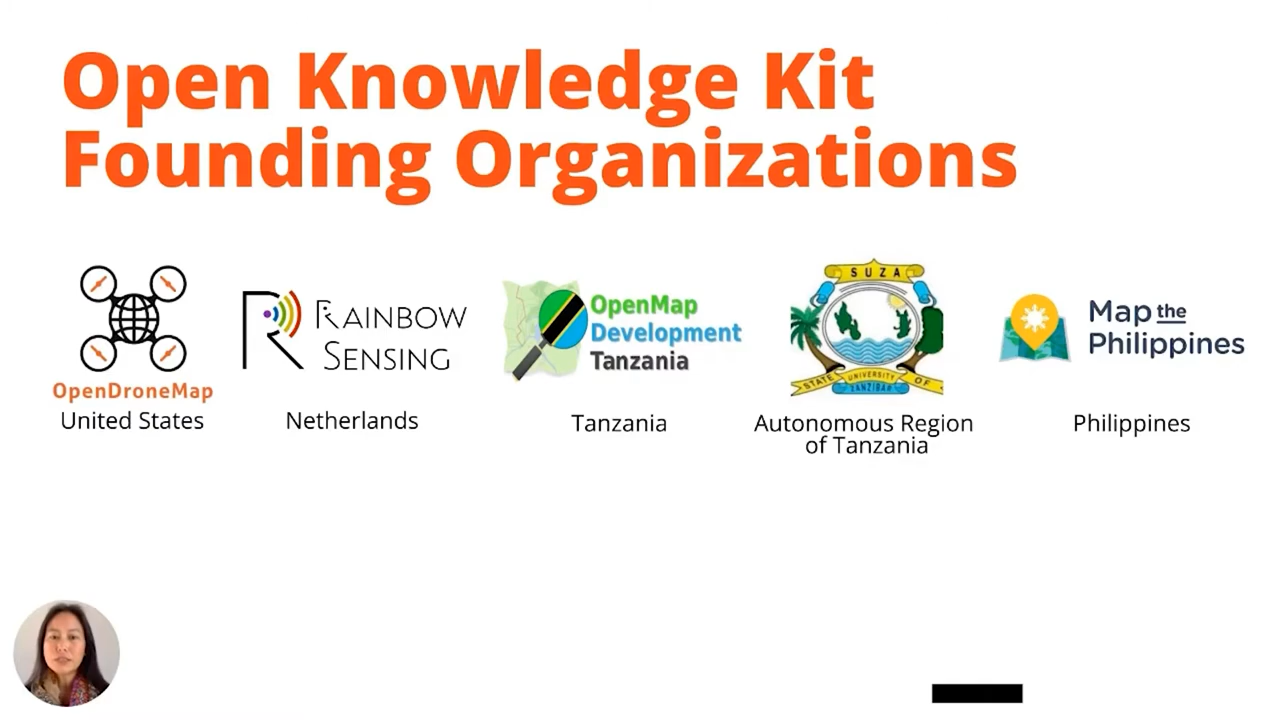 Open Knowledge Kit
Founding Organizations
OpenDroneMap
United States
RAINBOW
SENSING
Netherlands
OpenMap
Development
Tanzania
Tanzania
SUZA
STATE UNIVERSITY OF
ZANZIBAR
Autonomous Region
of Tanzania
Map the
Philippines
Philippines